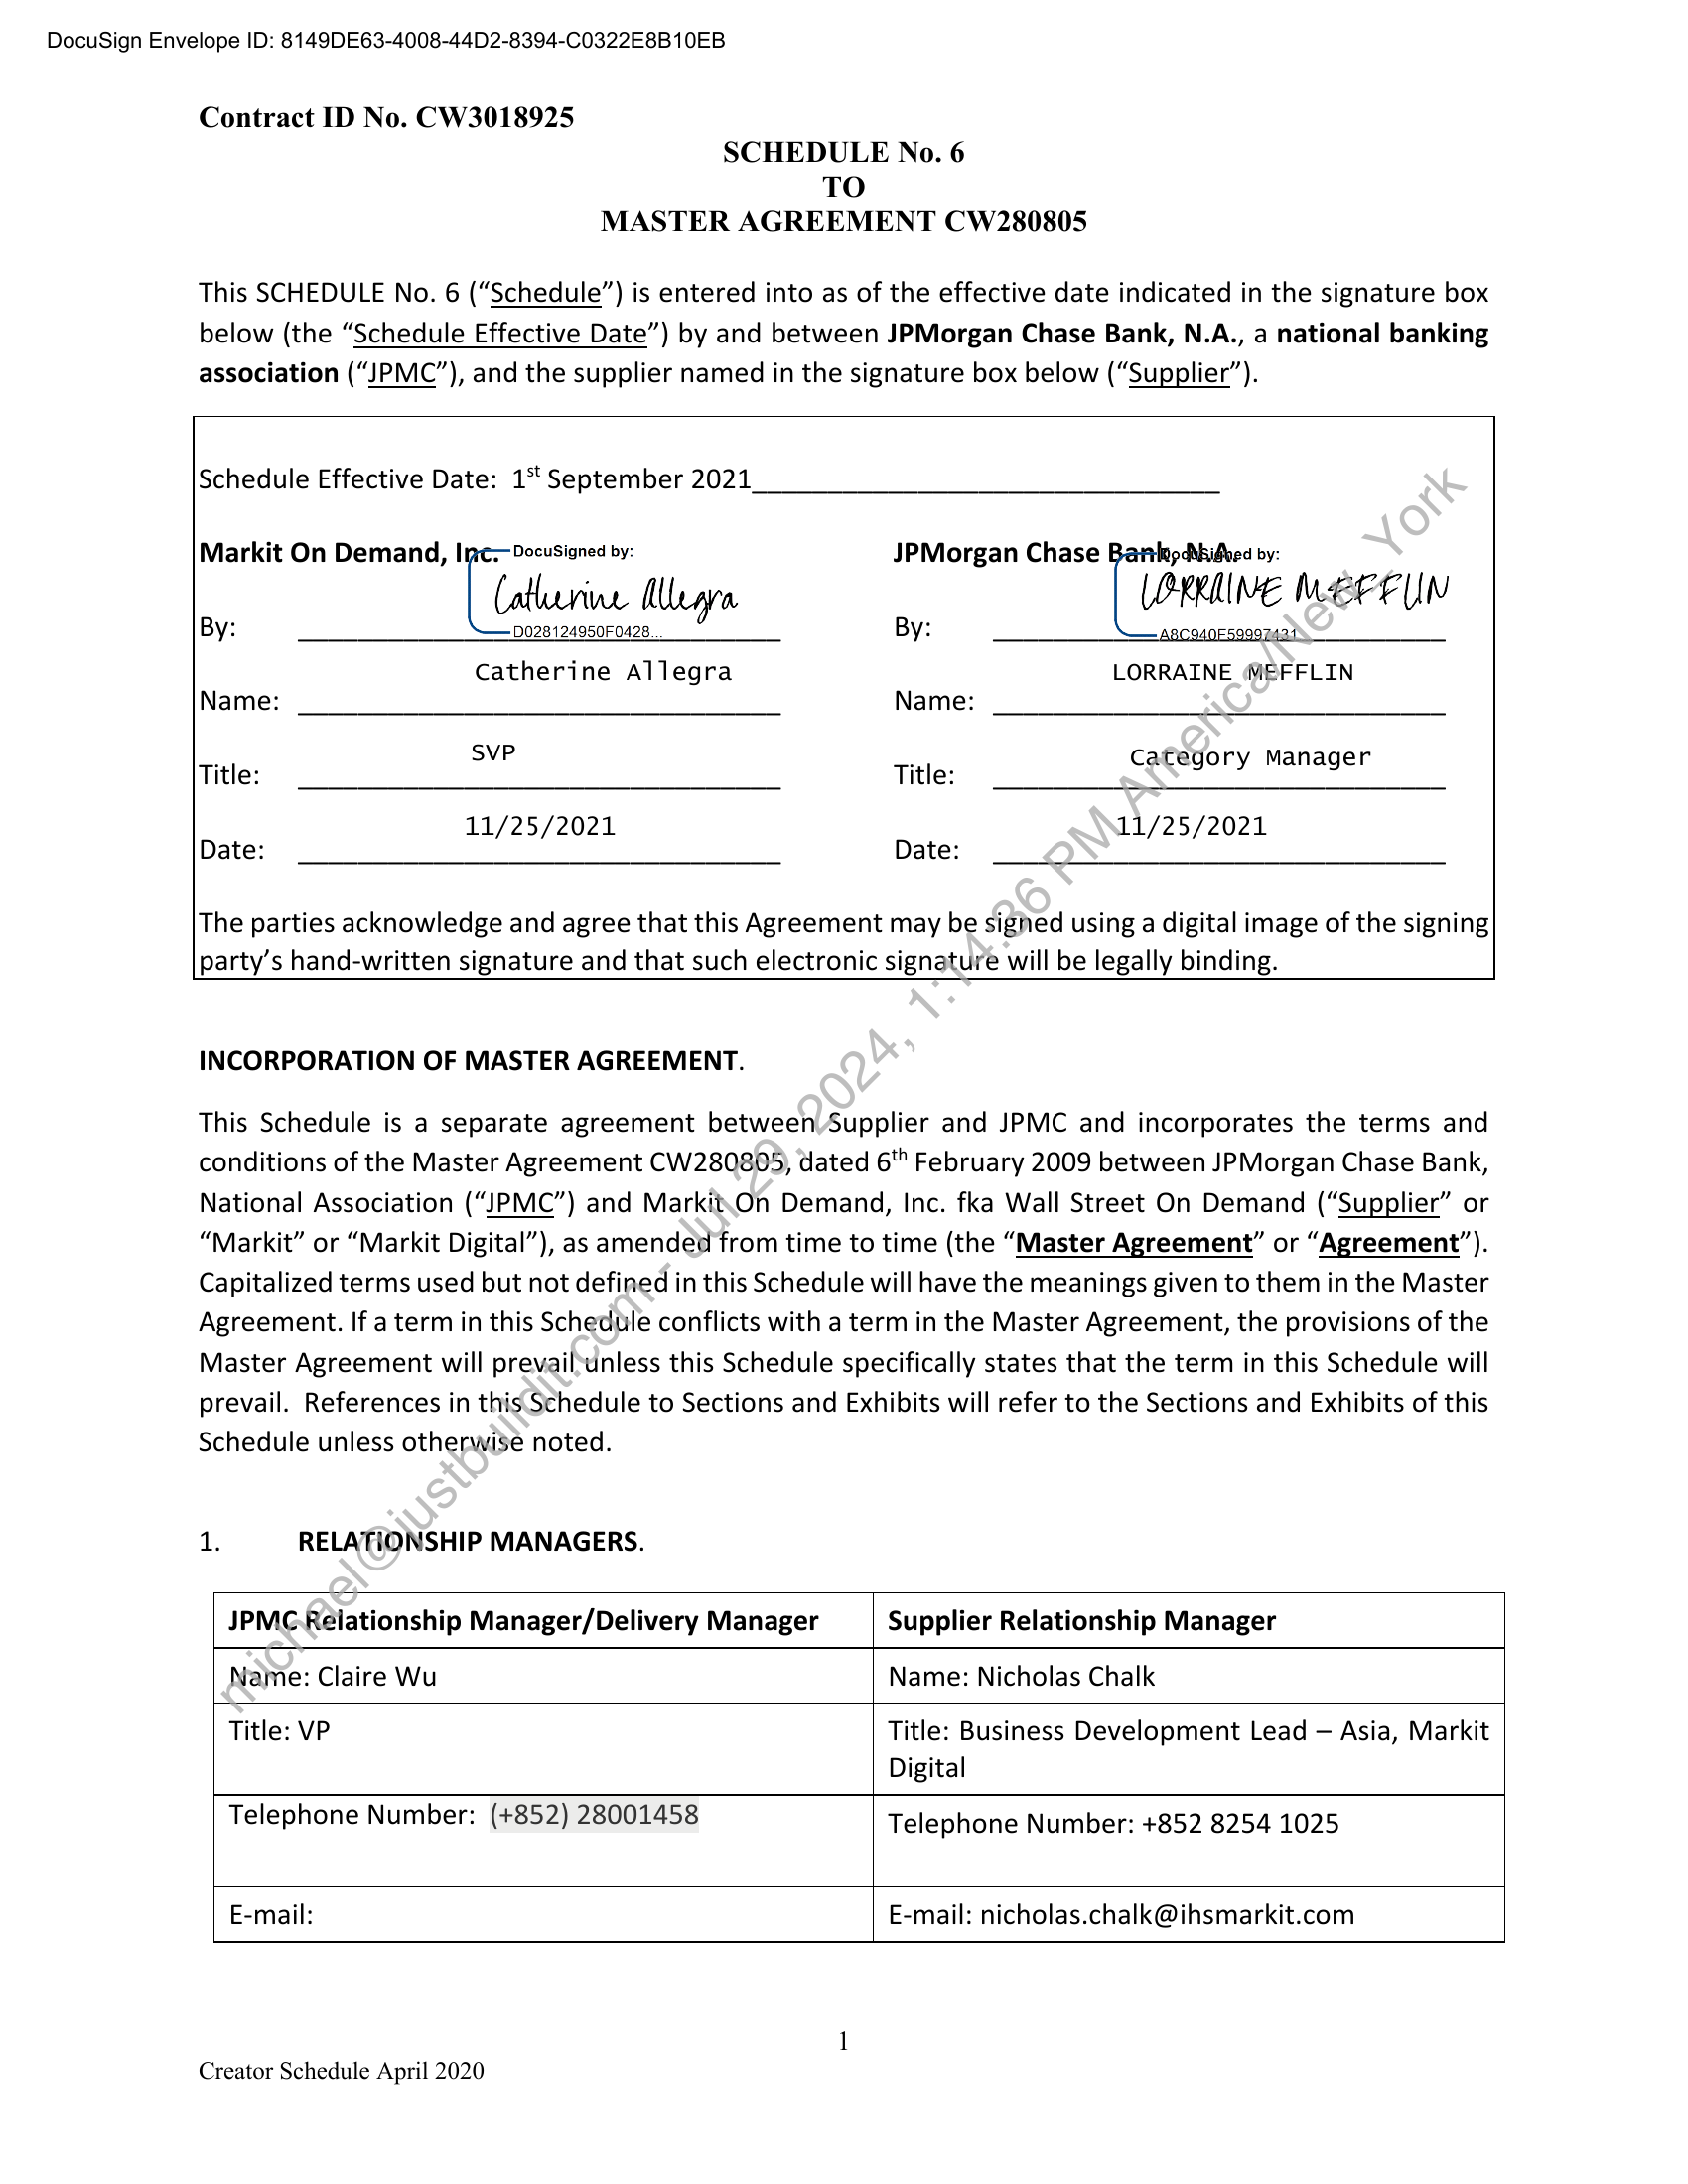 DocuSign Envelope ID: 8149DE63-4008-44D2-8394-C0322E8B10EB
Contract ID No. CW3018925
SCHEDULE No. 6
TO
MASTER AGREEMENT CW280805
This SCHEDULE No. 6 (“Schedule”) is entered into as of the effective date indicated in the signature box
below (the “Schedule Effective Date”) by and between JPMorgan Chase Bank, N.A., a national banking
association (“JPMC”), and the supplier named in the signature box below (“Supplier”).
Schedule Effective Date: 1st September 2021
Markit On Demand, Inc.
DocuSigned by:
Catherine Allegra
By:
D028124950F0428...
Catherine Allegra
Name:
SVP
Title:
11/25/2021
Date:
JPMorgan Chase Bank, N.A.
DocuSigned by:
LORRAINE MEFFLIN
By:
A8C940F59997431...
LORRAINE MEFFLIN
Name:
Category Manager
Title:
11/25/2021
Date:
The parties acknowledge and agree that this Agreement may be signed using a digital image of the signing
party’s hand-written signature and that such electronic signature will be legally binding.
INCORPORATION OF MASTER AGREEMENT.
This Schedule is a separate agreement between Supplier and JPMC and incorporates the terms and
conditions of the Master Agreement CW280805, dated 6th February 2009 between JPMorgan Chase Bank,
National Association (“JPMC”) and Markit On Demand, Inc. fka Wall Street On Demand (“Supplier” or
“Markit” or “Markit Digital”), as amended from time to time (the “Master Agreement” or “Agreement”).
Capitalized terms used but not defined in this Schedule will have the meanings given to them in the Master
Agreement. If a term in this Schedule conflicts with a term in the Master Agreement, the provisions of the
Master Agreement will prevail unless this Schedule specifically states that the term in this Schedule will
prevail. References in this Schedule to Sections and Exhibits will refer to the Sections and Exhibits of this
Schedule unless otherwise noted.
1. RELATIONSHIP MANAGERS.
JPMC Relationship Manager/Delivery Manager
Supplier Relationship Manager
Name: Claire Wu
Name: Nicholas Chalk
Title: VP
Title: Business Development Lead – Asia, Markit
Digital
Telephone Number: (+852) 28001458
Telephone Number: +852 8254 1025
E-mail:
E-mail: nicholas.chalk@ihsmarkit.com
1
Creator Schedule April 2020
michael@justbuildit.com - Jul 29, 2024, 1:14:36 PM America/New_York